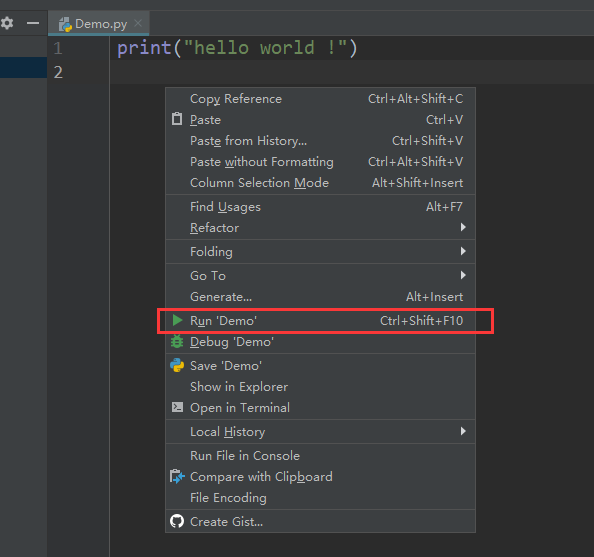 Demo.py
1 print("hello world !")
2
Copy Reference Ctrl+Alt+Shift+C
Paste Ctrl+V
Paste from History... Ctrl+Shift+V
Paste without Formatting Ctrl+Alt+Shift+V
Column Selection Mode Alt+Shift+Insert
Find Usages Alt+F7
Refactor
Folding
Go To
Generate... Alt+Insert
Run 'Demo' Ctrl+Shift+F10
Debug 'Demo'
Save 'Demo'
Show in Explorer
Open in Terminal
Local History
Run File in Console
Compare with Clipboard
File Encoding
Create Gist...